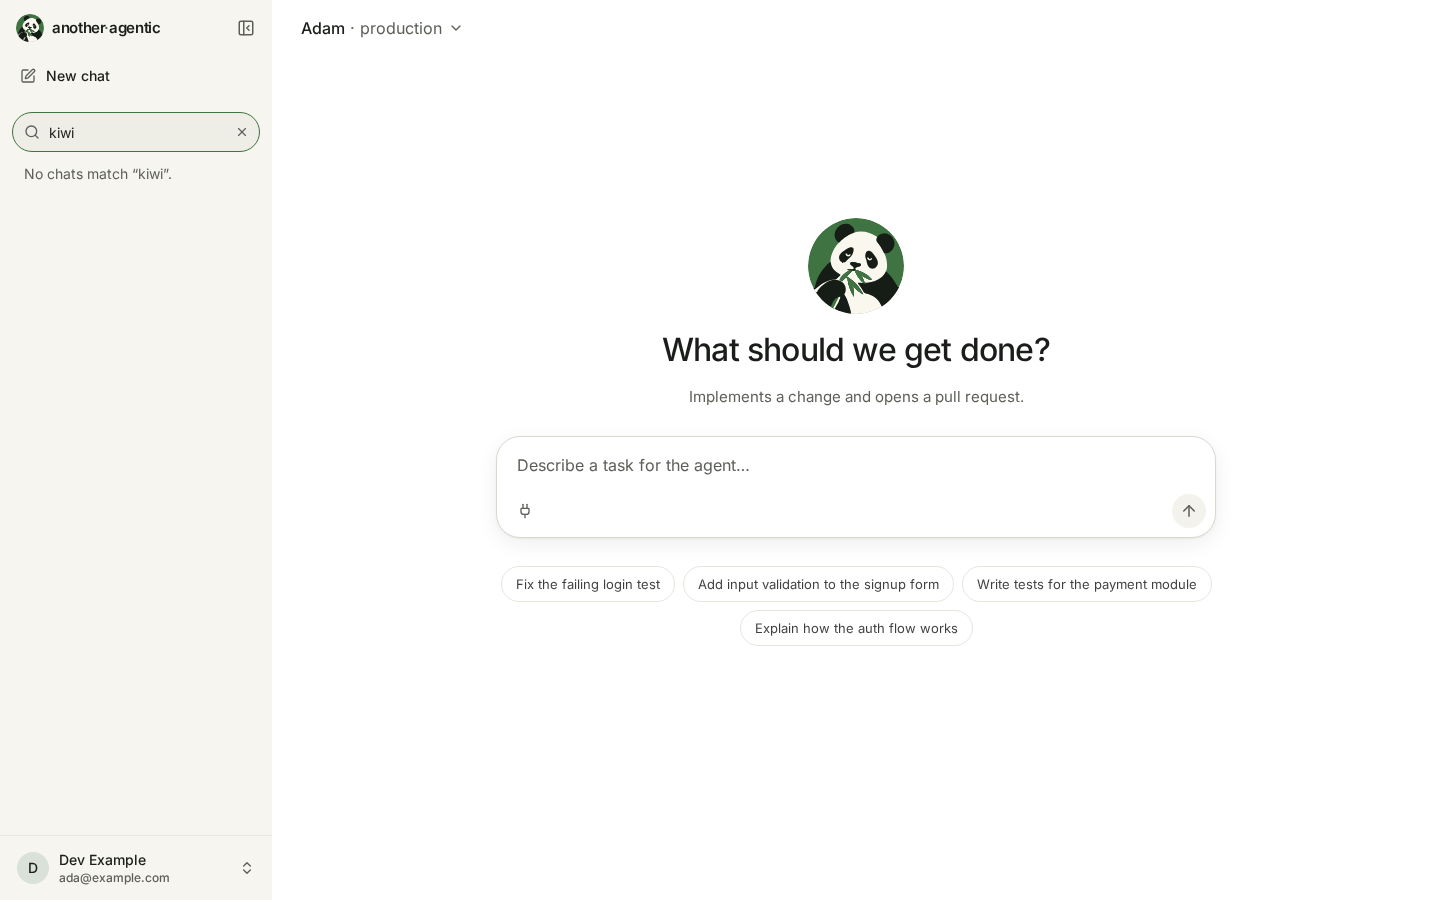 another·agentic
New chat
kiwi
No chats match “kiwi”.
Adam · production
What should we get done?
Implements a change and opens a pull request.
Describe a task for the agent…
Fix the failing login test
Add input validation to the signup form
Write tests for the payment module
Explain how the auth flow works
D
Dev Example
ada@example.com